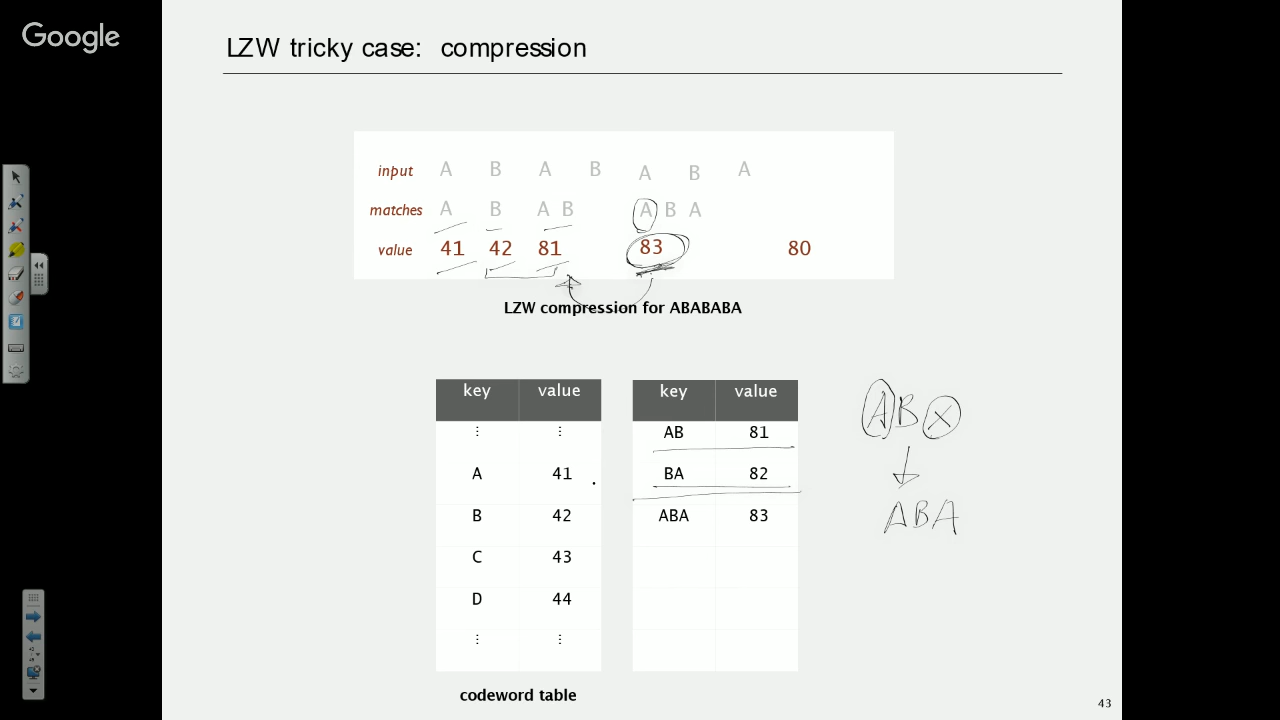 Google
LZW tricky case: compression
input A B A B A B A
matches A B A B A B A
value 41 42 81 83 80
LZW compression for ABABABA
key value key value
⋮ ⋮ AB 81
A 41 BA 82
B 42 ABA 83
C 43
D 44
⋮ ⋮
codeword table
ABX
ABA
43